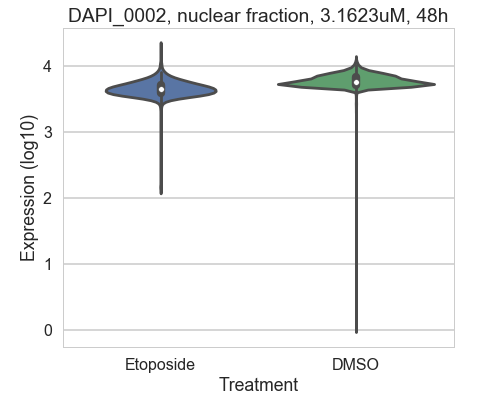 DAPI_0002, nuclear fraction, 3.1623uM, 48h
Expression (log10)
4
3
2
1
0
Etoposide
DMSO
Treatment